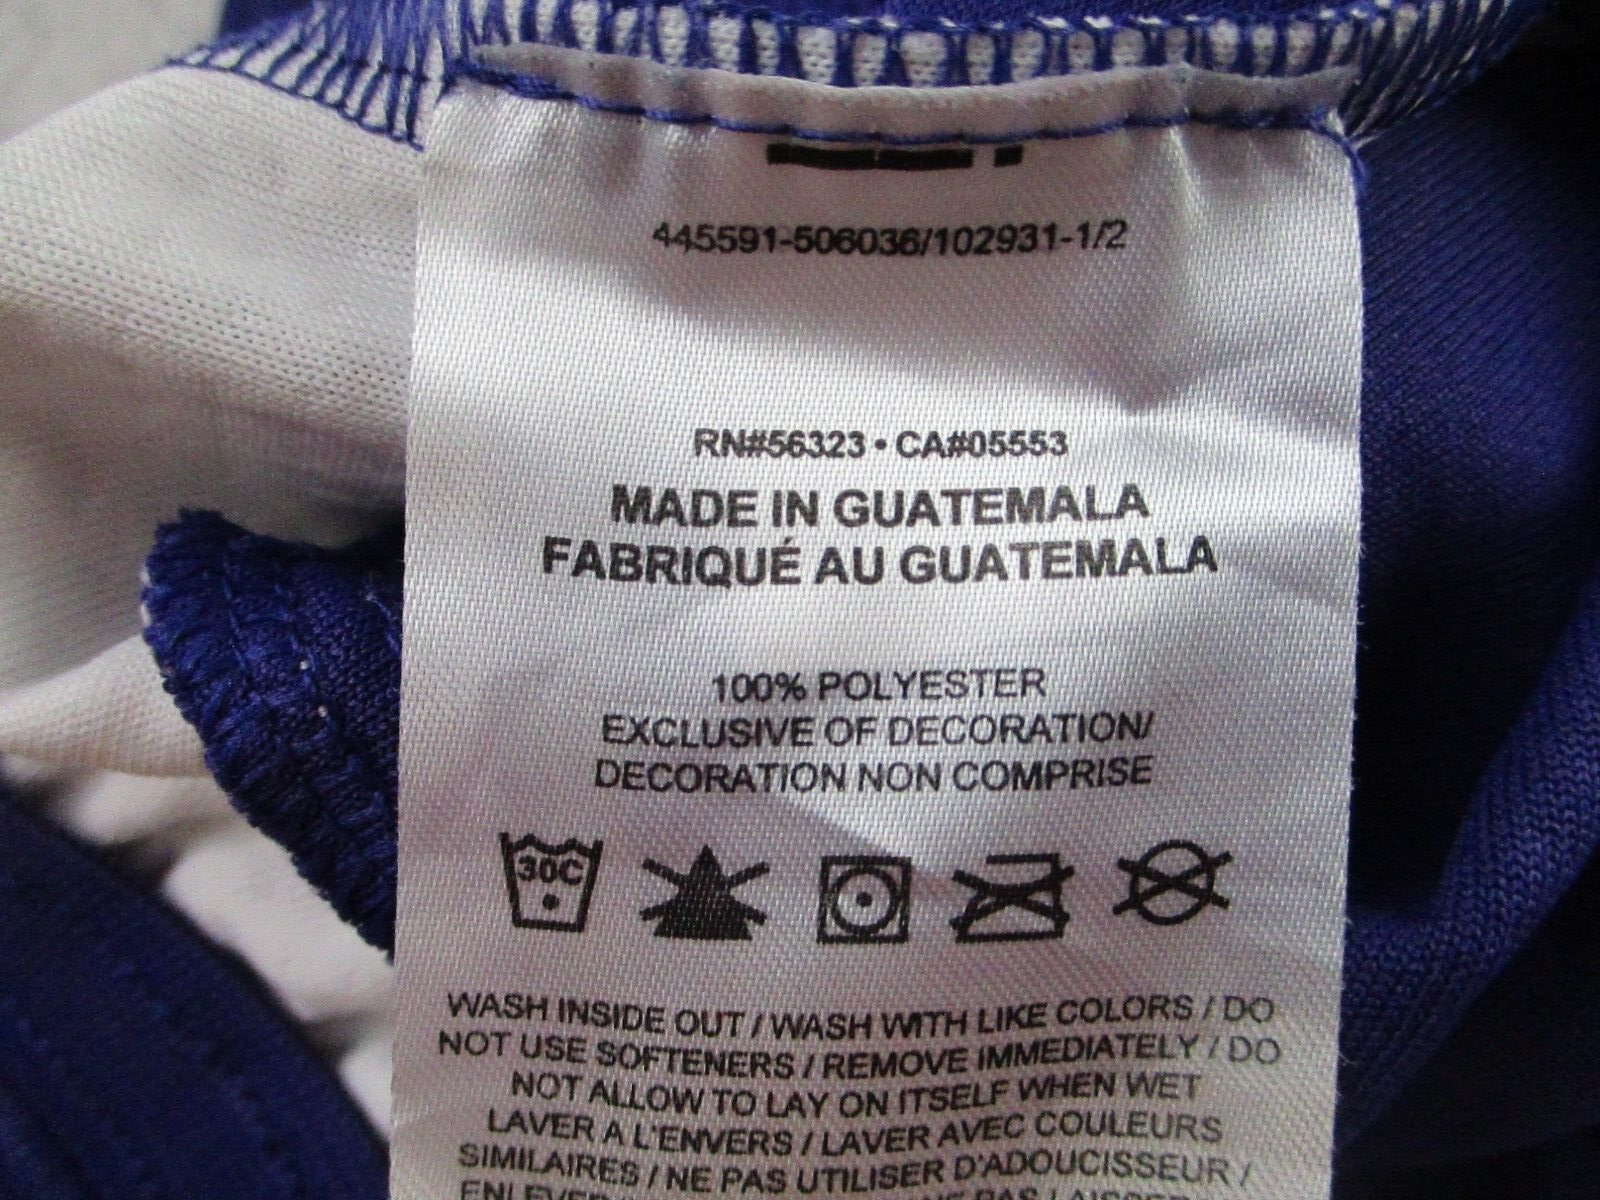 445591-506036/102931-1/2
RN#56323 • CA#05553
MADE IN GUATEMALA
FABRIQUÉ AU GUATEMALA
100% POLYESTER
EXCLUSIVE OF DECORATION/
DECORATION NON COMPRISE
30C
WASH INSIDE OUT / WASH WITH LIKE COLORS / DO
NOT USE SOFTENERS / REMOVE IMMEDIATELY / DO
NOT ALLOW TO LAY ON ITSELF WHEN WET
LAVER A L'ENVERS / LAVER AVEC COULEURS
SIMILAIRES / NE PAS UTILISER D'ADOUCISSEUR /